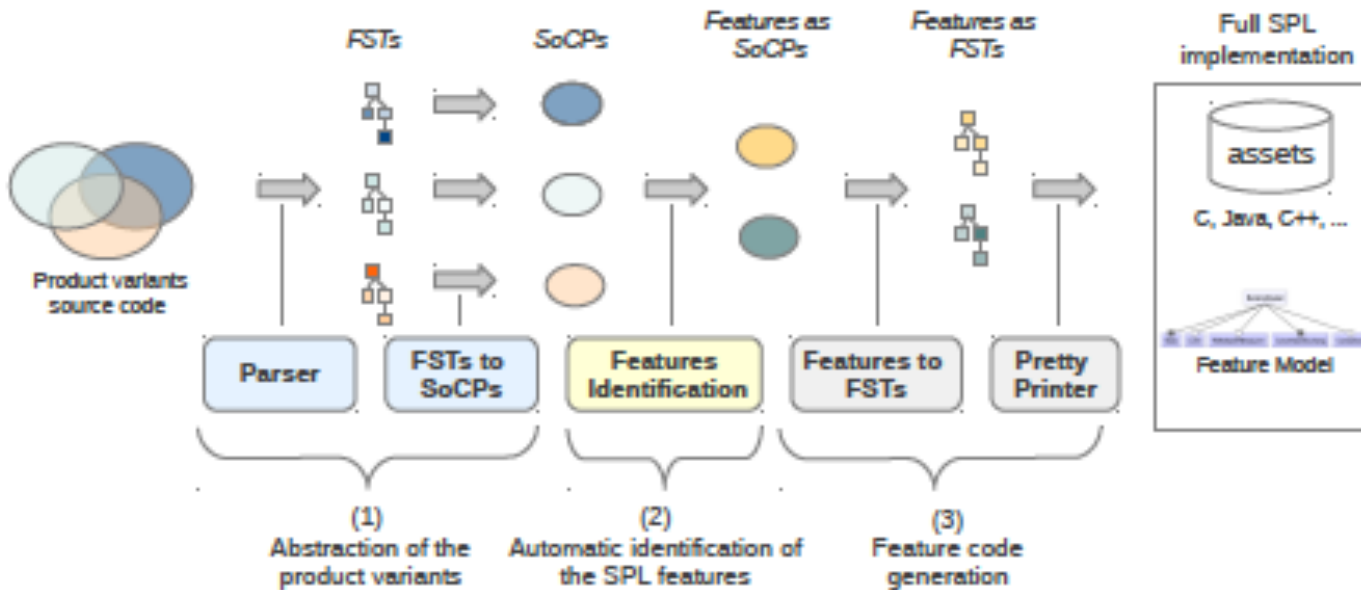 FSTs
SoCPs
Features as
SoCPs
Features as
FSTs
Full SPL
implementation
assets
C, Java, C++, ...
Product variants
source code
Feature Model
Parser
FSTs to
SoCPs
Features
Identification
Features to
FSTs
Pretty
Printer
(1)
Abstraction of the
product variants
(2)
Automatic identification of
the SPL features
(3)
Feature code
generation